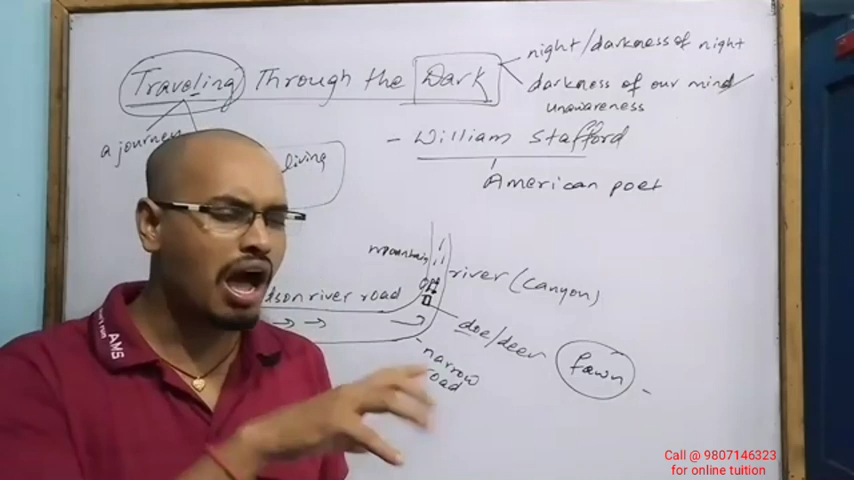 Traveling Through the Dark
night/darkness of night
darkness of our mind
unawareness
a journey
living
- William Stafford
American poet
mountain
river (canyon)
dson river road
doe/deer
fawn -
narrow
road
AM
Call @ 9807146323
for online tuition